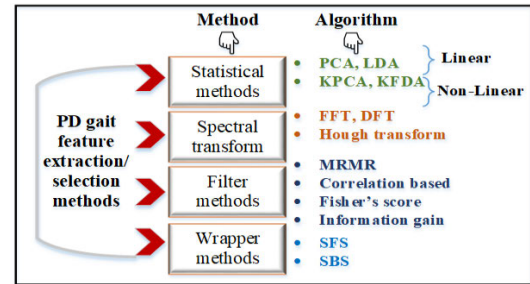 Method
Algorithm
PD gait
feature
extraction/
selection
methods
Statistical
methods
• PCA, LDA
• KPCA, KFDA
Linear
Non-Linear
Spectral
transform
• FFT, DFT
• Hough transform
Filter
methods
• MRMR
• Correlation based
• Fisher's score
• Information gain
Wrapper
methods
• SFS
• SBS